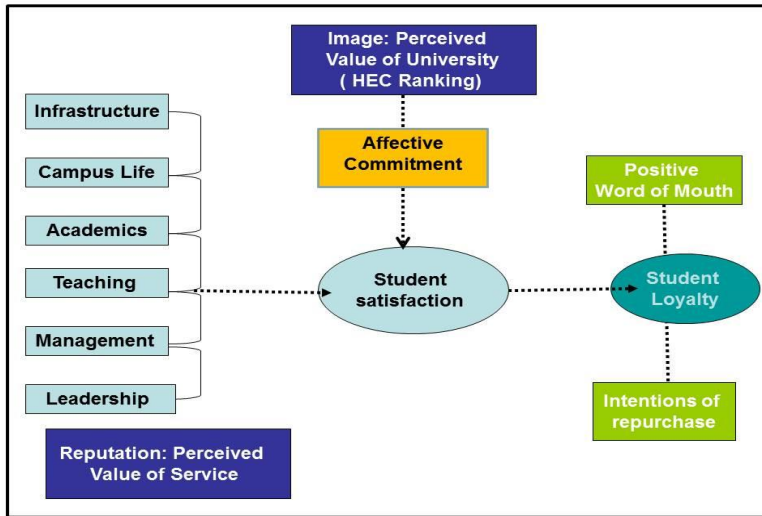 Image: Perceived
Value of University
( HEC Ranking)
Infrastructure
Affective
Commitment
Campus Life
Positive
Word of Mouth
Academics
Teaching
Student
satisfaction
Student
Loyalty
Management
Leadership
Intentions of
repurchase
Reputation: Perceived
Value of Service